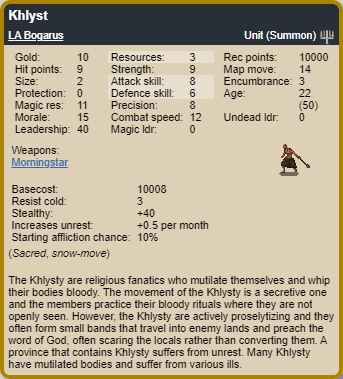 Khlyst
LA Bogarus Unit (Summon)
Gold: 10 Resources: 3 Rec points: 10000
Hit points: 9 Strength: 9 Map move: 14
Size: 2 Attack skill: 8 Encumbrance: 3
Protection: 0 Defence skill: 6 Age: 22
Magic res: 11 Precision: 8 (50)
Morale: 15 Combat speed: 12 Undead ldr: 0
Leadership: 40 Magic ldr: 0
Weapons:
Morningstar
Basecost: 10008
Resist cold: 3
Stealthy: +40
Increases unrest: +0.5 per month
Starting affliction chance: 10%
(Sacred, snow-move)
The Khlysty are religious fanatics who mutilate themselves and whip
their bodies bloody. The movement of the Khlysty is a secretive one
and the members practice their bloody rituals where they are not
openly seen. However, the Khlysty are actively proselytizing and they
often form small bands that travel into enemy lands and preach the
word of God, often scaring the locals rather than converting them. A
province that contains Khlysty suffers from unrest. Many Khlysty
have mutilated bodies and suffer from various ills.